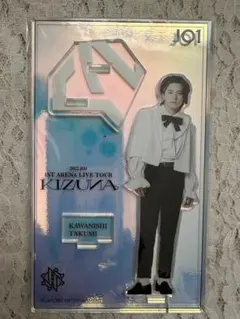 JO1
2022 JO1
1ST ARENA LIVE TOUR
KIZUNA
KAWANISHI
TAKUMI